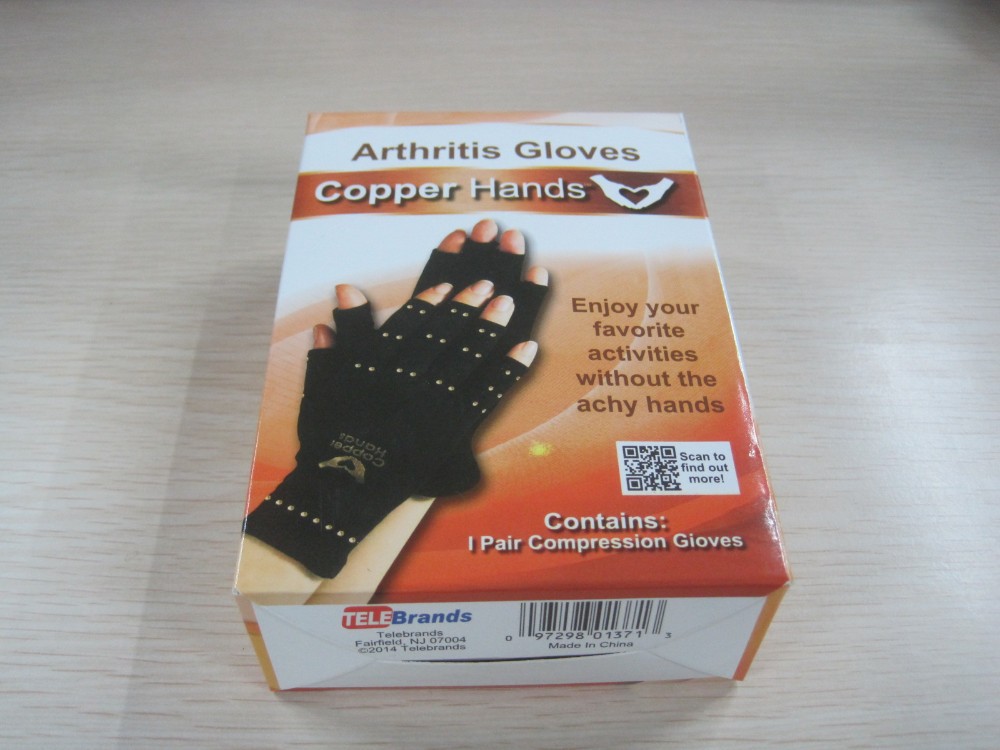 Arthritis Gloves
Copper Hands
Enjoy your
favorite
activities
without the
achy hands
Copper
Hands
Scan to
find out
more!
Contains:
1 Pair Compression Gloves
TELEBrands
Telebrands
Fairfield, NJ 07004
©2014 Telebrands
0 97298 01371 3
Made In China